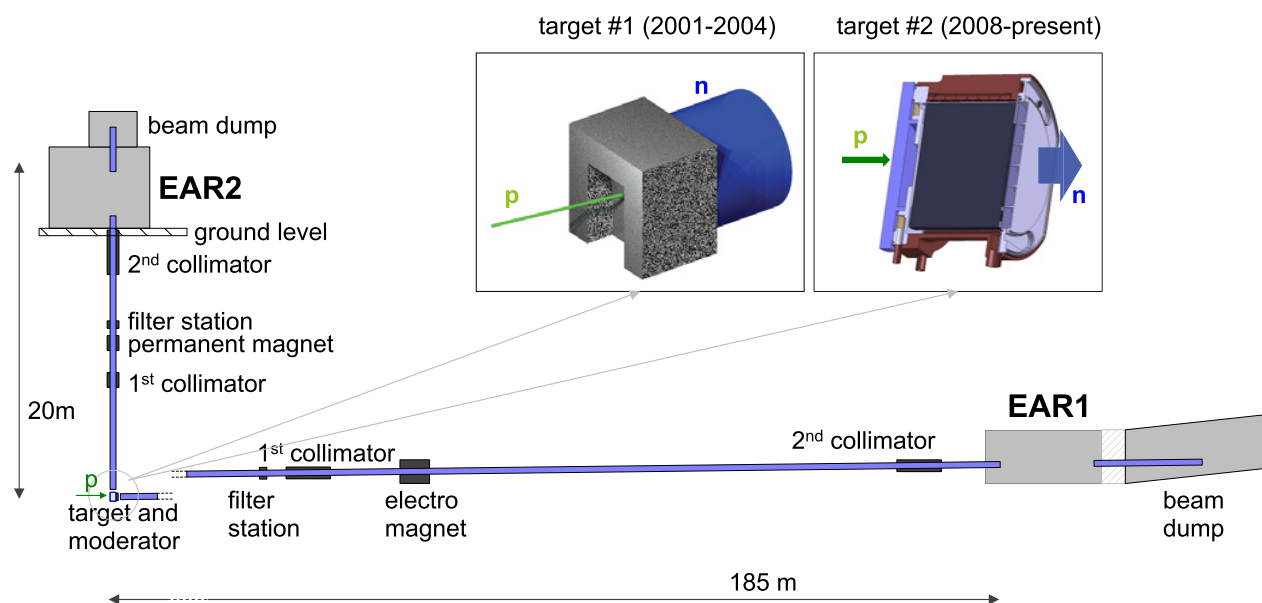 target #1 (2001-2004)
target #2 (2008-present)
n
p
p
n
beam dump
EAR2
ground level
2nd collimator
filter station
permanent magnet
1st collimator
20m
p
target and
moderator
1st collimator
filter
station
electro
magnet
2nd collimator
EAR1
beam
dump
185 m